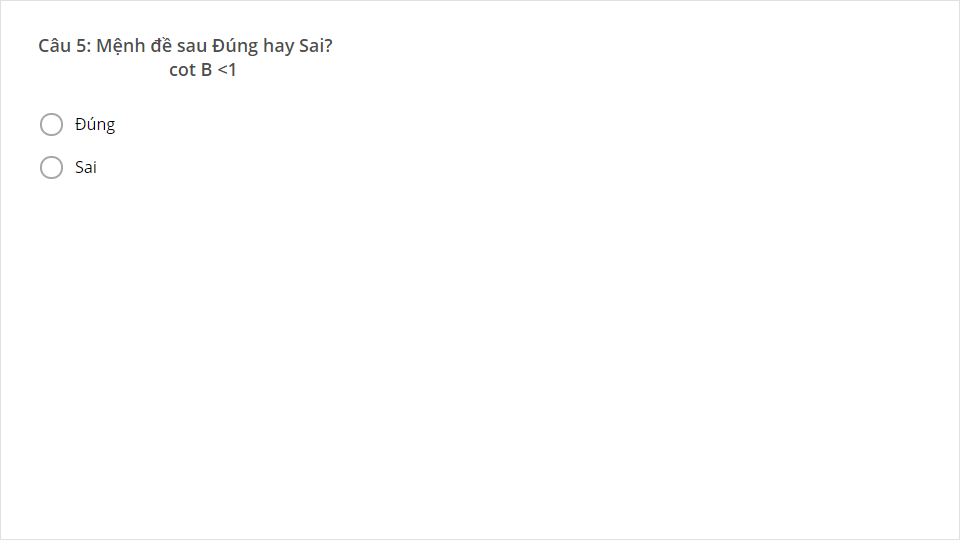 Câu 5: Mệnh đề sau Đúng hay Sai?
cot B <1
Đúng
Sai